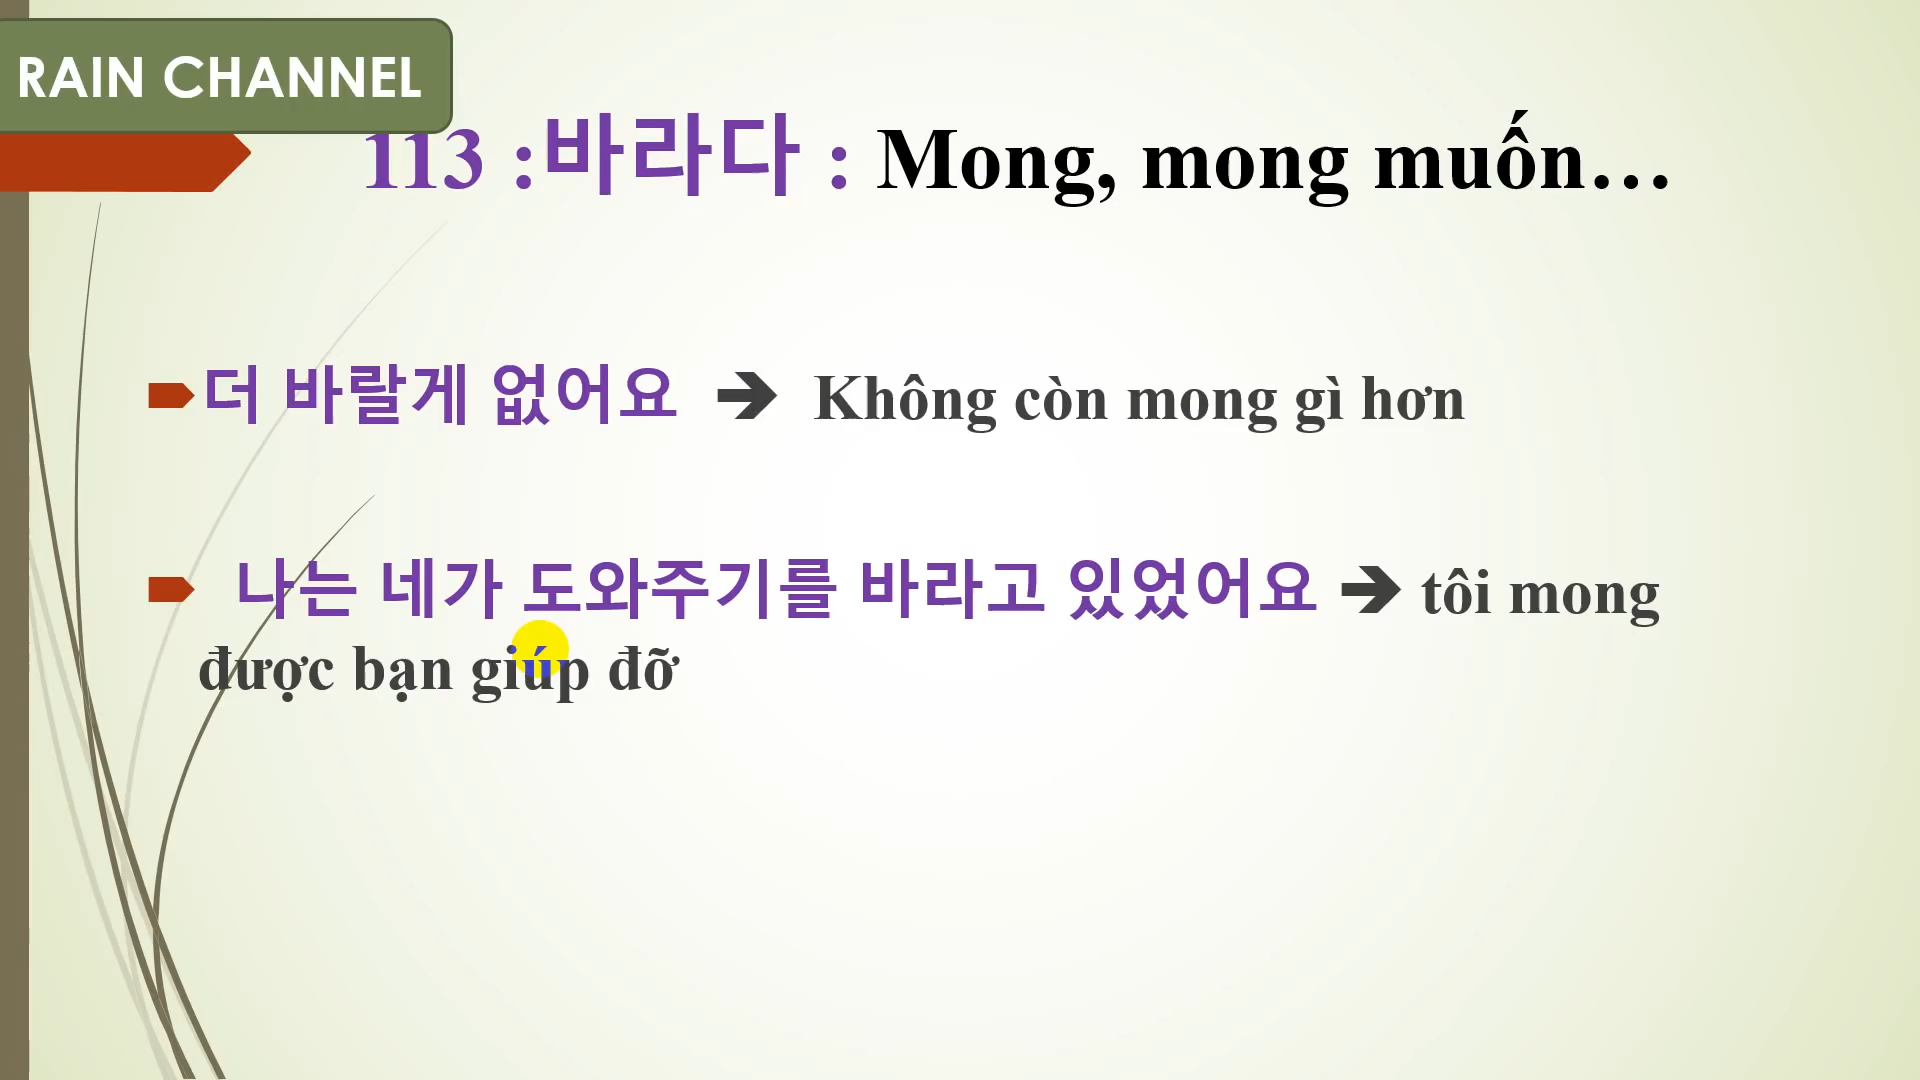 RAIN CHANNEL
113 :바라다 : Mong, mong muốn…
더 바랄게 없어요 ➔ Không còn mong gì hơn
나는 네가 도와주기를 바라고 있었어요 ➔ tôi mong
được bạn giúp đỡ